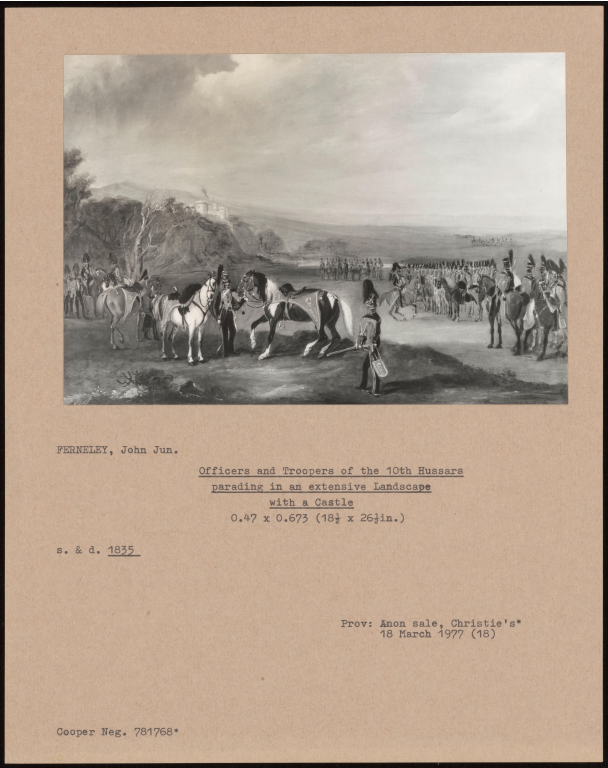 FERNELEY, John Jun.
Officers and Troopers of the 10th Hussars
parading in an extensive Landscape
with a Castle
0.47 x 0.673 (18½ x 26½in.)
s. & d. 1835
Prov: Anon sale, Christie's*
18 March 1977 (18)
Cooper Neg. 781768*